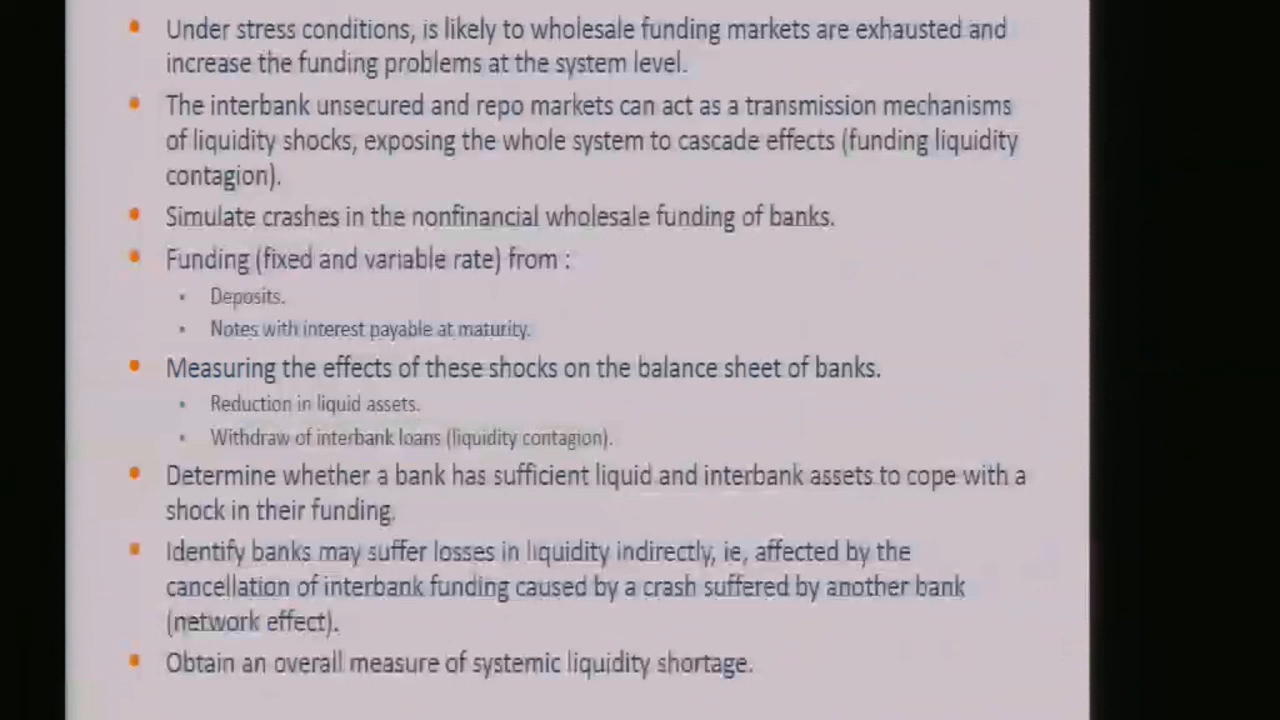 • Under stress conditions, is likely to wholesale funding markets are exhausted and
increase the funding problems at the system level.
• The interbank unsecured and repo markets can act as a transmission mechanisms
of liquidity shocks, exposing the whole system to cascade effects (funding liquidity
contagion).
• Simulate crashes in the nonfinancial wholesale funding of banks.
• Funding (fixed and variable rate) from :
• Deposits.
• Notes with interest payable at maturity.
• Measuring the effects of these shocks on the balance sheet of banks.
• Reduction in liquid assets.
• Withdraw of interbank loans (liquidity contagion).
• Determine whether a bank has sufficient liquid and interbank assets to cope with a
shock in their funding.
• Identify banks may suffer losses in liquidity indirectly, ie, affected by the
cancellation of interbank funding caused by a crash suffered by another bank
(network effect).
• Obtain an overall measure of systemic liquidity shortage.